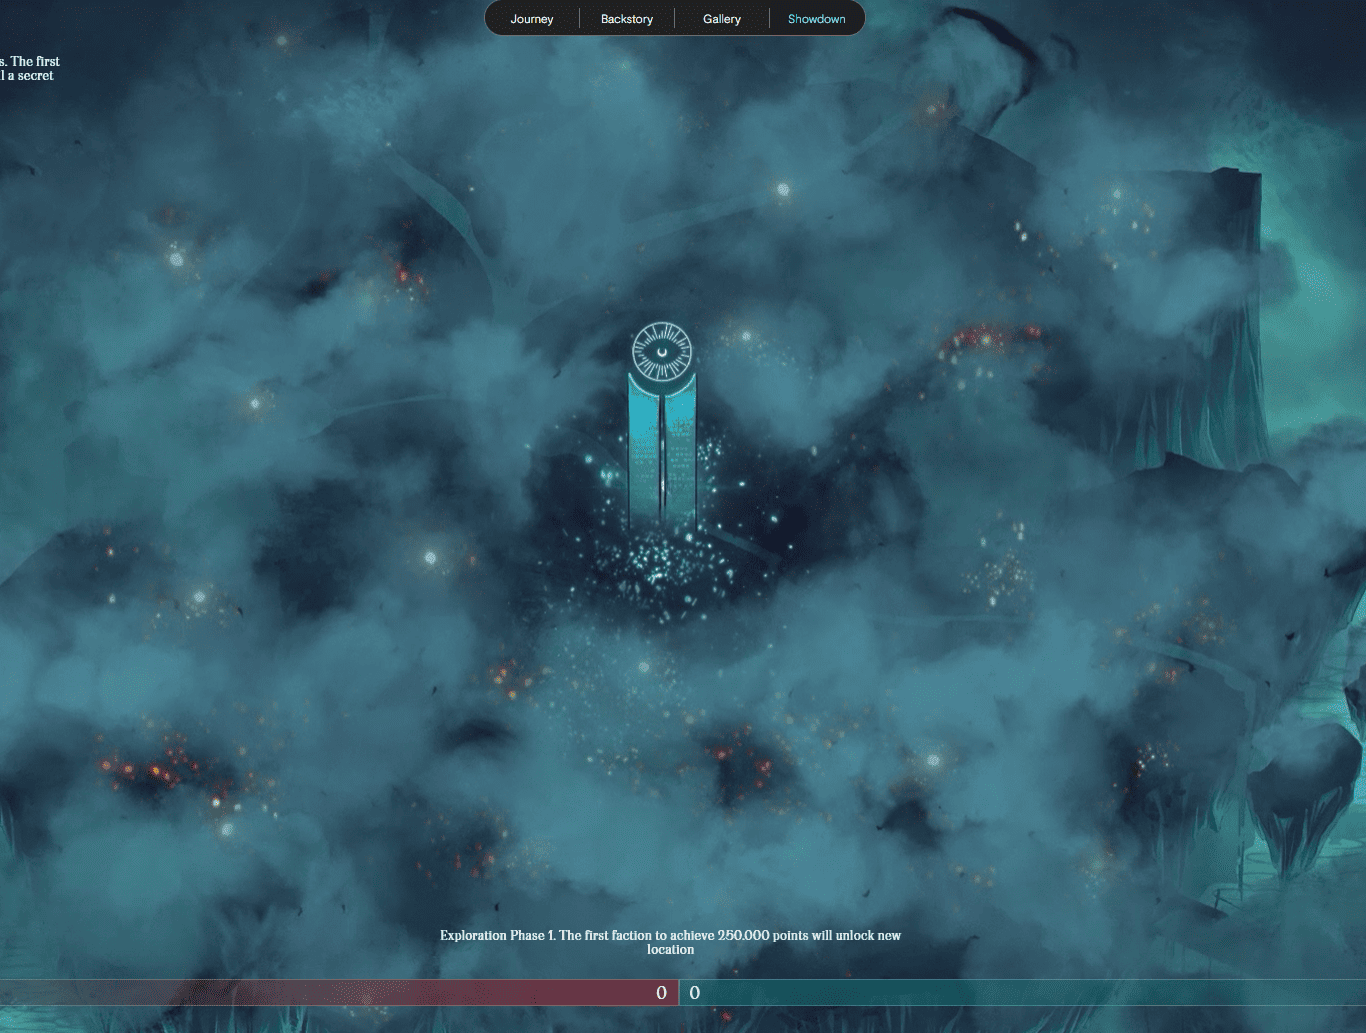 Journey
Backstory
Gallery
Showdown
s. The first
l a secret
Exploration Phase 1. The first faction to achieve 250.000 points will unlock new
location
0
0